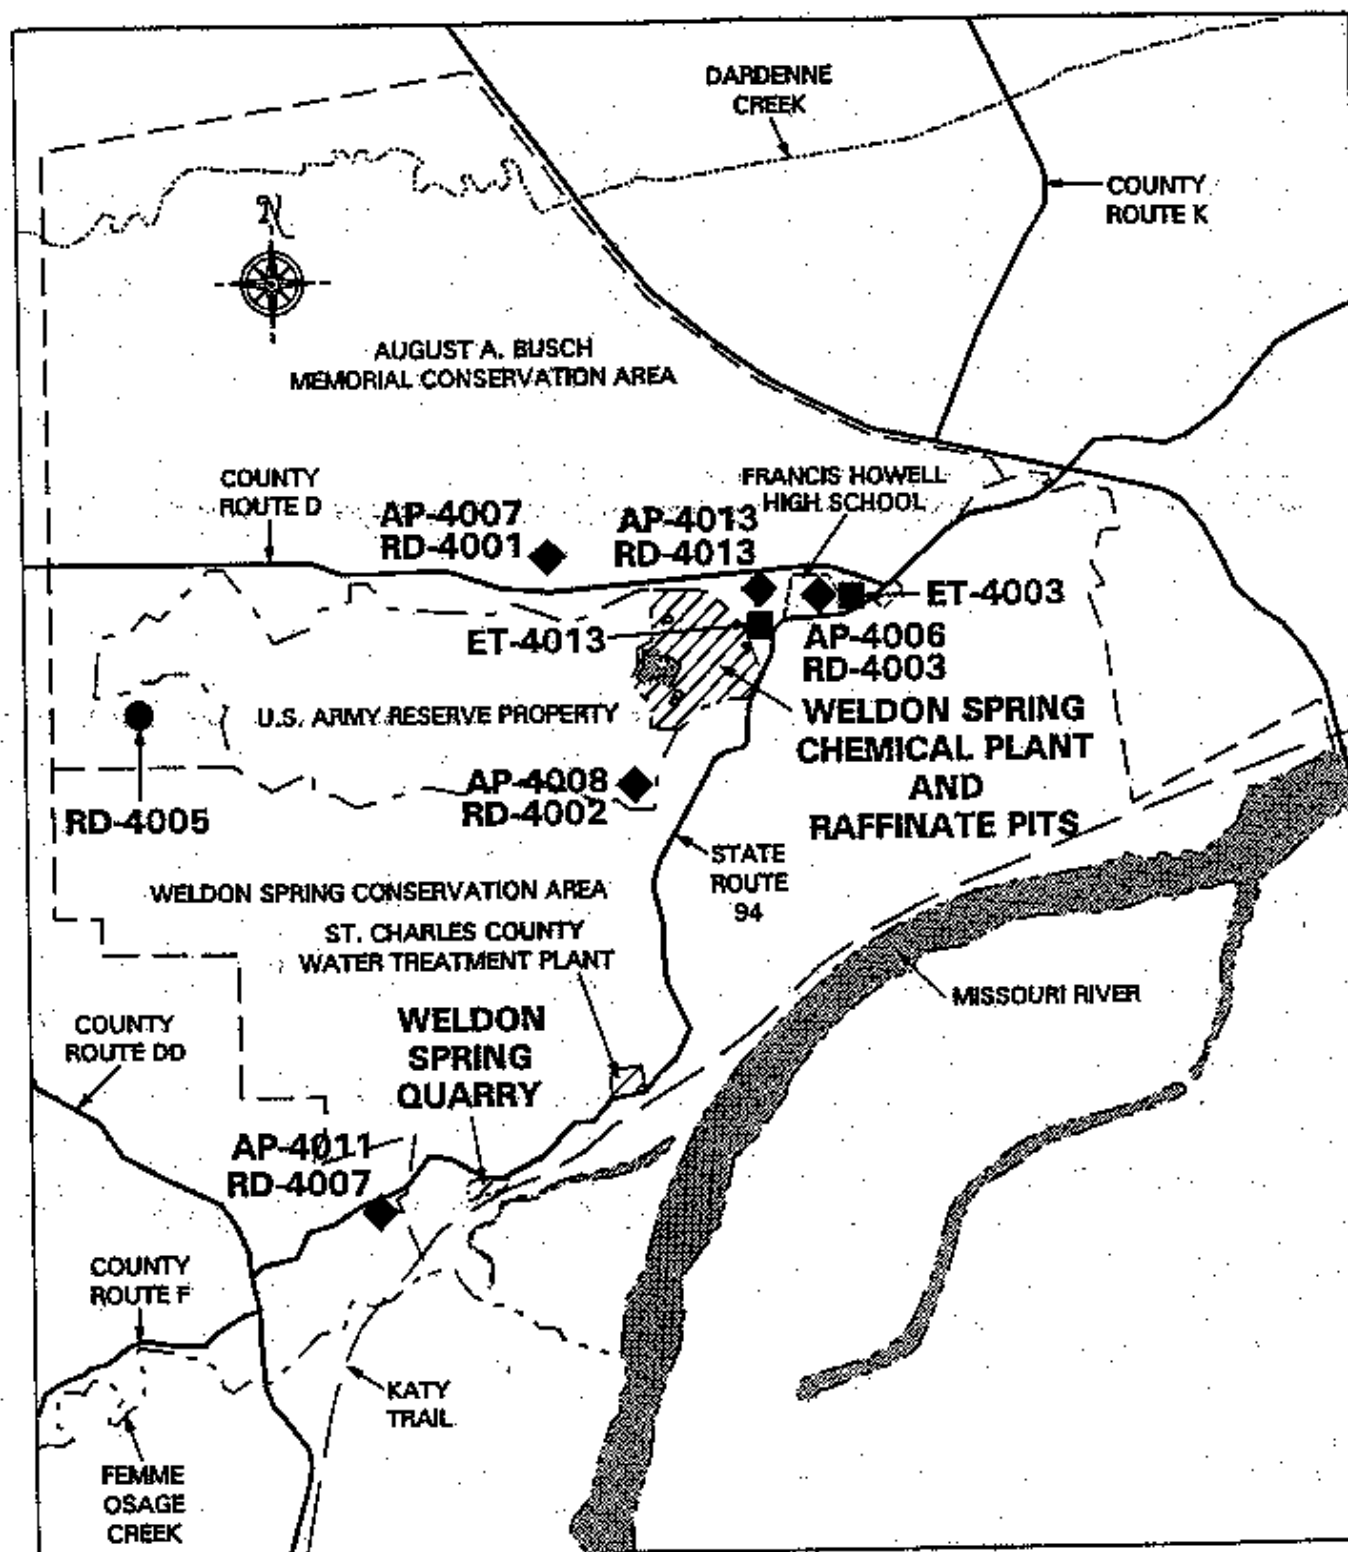 DARDENNE
CREEK
COUNTY
ROUTE K
N
AUGUST A. BUSCH
MEMORIAL CONSERVATION AREA
COUNTY
ROUTE D
FRANCIS HOWELL
HIGH SCHOOL
AP-4007
RD-4001
AP-4013
RD-4013
ET-4003
ET-4013
AP-4006
RD-4003
U.S. ARMY RESERVE PROPERTY
WELDON SPRING
CHEMICAL PLANT
AND
RAFFINATE PITS
RD-4005
AP-4008
RD-4002
STATE
ROUTE
94
WELDON SPRING CONSERVATION AREA
ST. CHARLES COUNTY
WATER TREATMENT PLANT
MISSOURI RIVER
WELDON
SPRING
QUARRY
COUNTY
ROUTE DD
AP-4011
RD-4007
COUNTY
ROUTE F
KATY
TRAIL
FEMME
OSAGE
CREEK